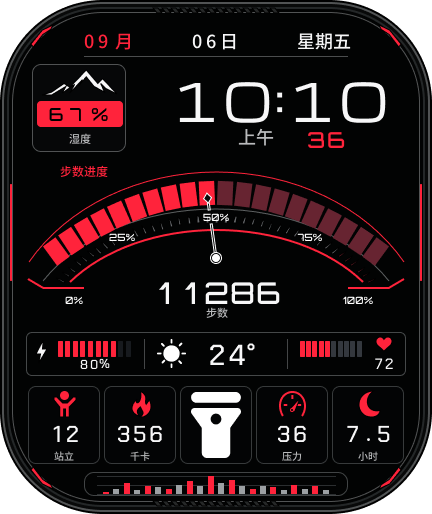 09 月 06日 星期五
10:10
67%
湿度
上午 36
步数进度
50%
25% 75%
0% 11286 100%
步数
80% 24° 72
12 356 36 7.5
站立 千卡 压力 小时